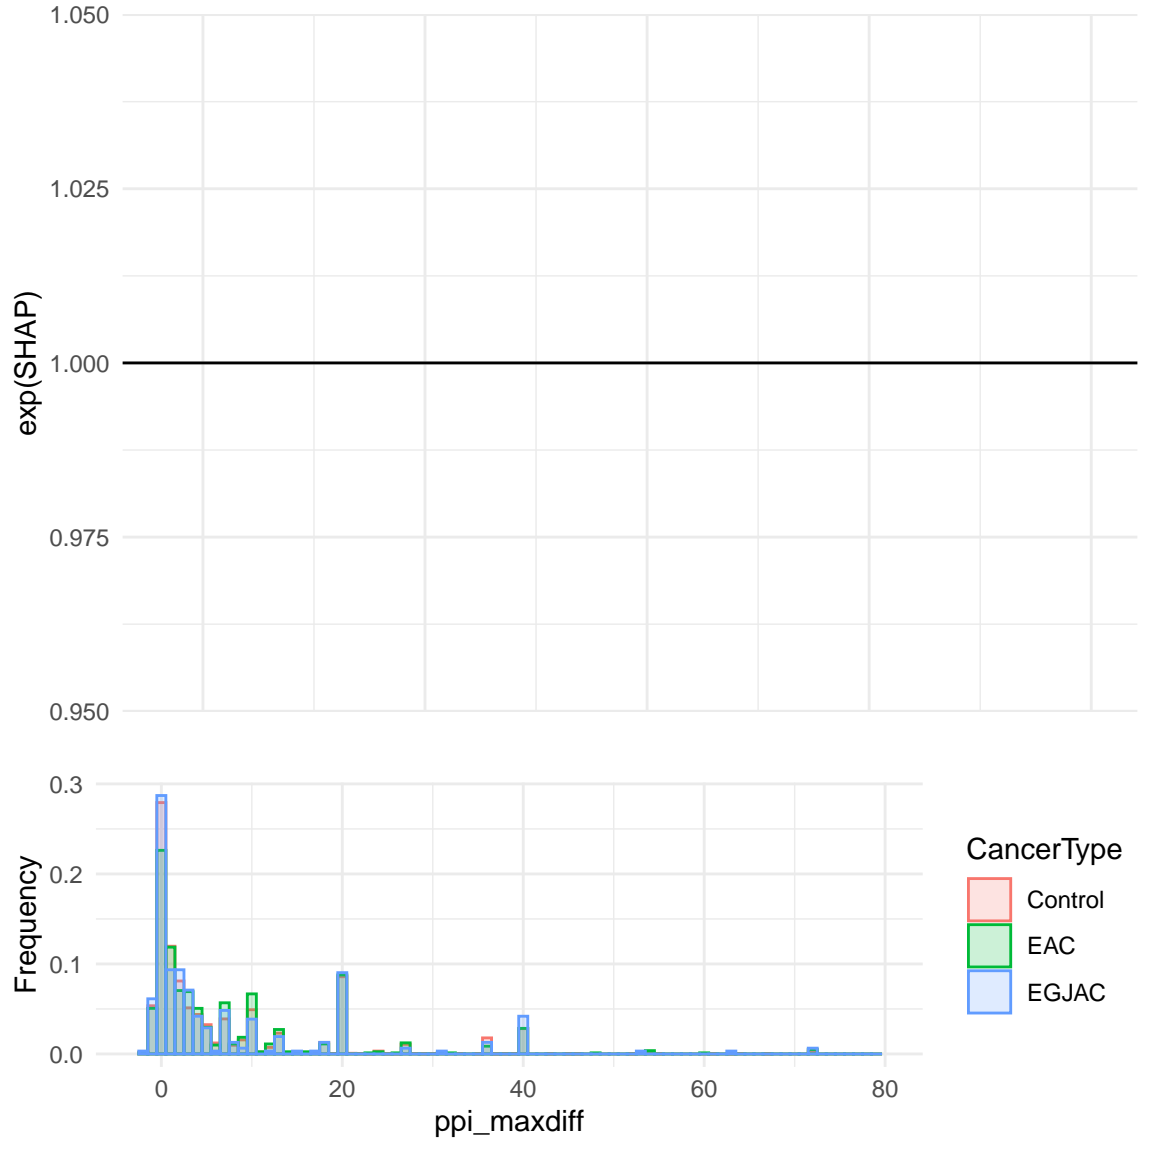 1.050
1.025
1.000
0.975
0.950
exp(SHAP)
0.3
0.2
0.1
0.0
Frequency
0 20 40 60 80
ppi_maxdiff
CancerType
Control
EAC
EGJAC